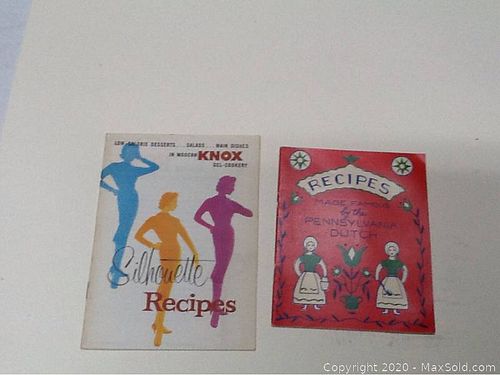 LOW CALORIE DESSERTS . . SALADS . . MAIN DISHES
IN MODERN KNOX
GEL-COOKERY
Silhouette
Recipes
RECIPES
MADE FAMOUS
by the
PENNSYLVANIA
DUTCH
Copyright © 2020 - MaxSold.com